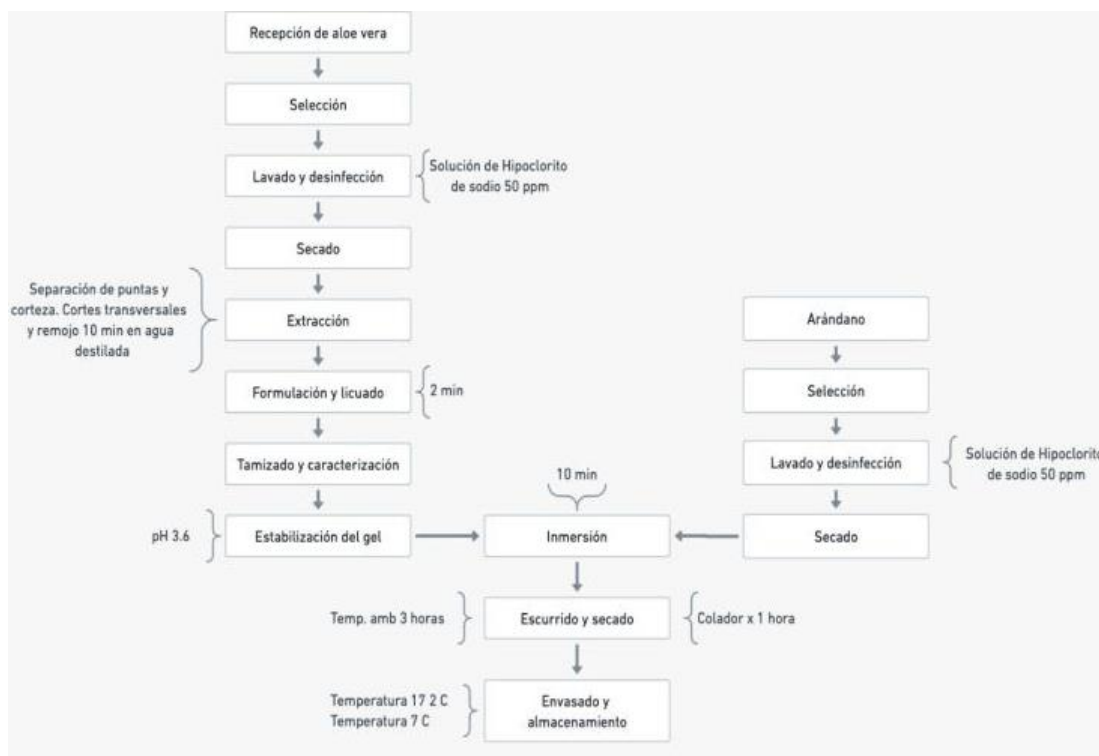 Recepción de aloe vera
Selección
Lavado y desinfección
Solución de Hipoclorito
de sodio 50 ppm
Secado
Separación de puntas y
corteza. Cortes transversales
y remojo 10 min en agua
destilada
Extracción
Formulación y licuado
2 min
Tamizado y caracterización
pH 3.6
Estabilización del gel
Arándano
Selección
Lavado y desinfección
Solución de Hipoclorito
de sodio 50 ppm
Secado
10 min
Inmersión
Temp. amb 3 horas
Escurrido y secado
Colador x 1 hora
Temperatura 17 2 C
Temperatura 7 C
Envasado y
almacenamiento